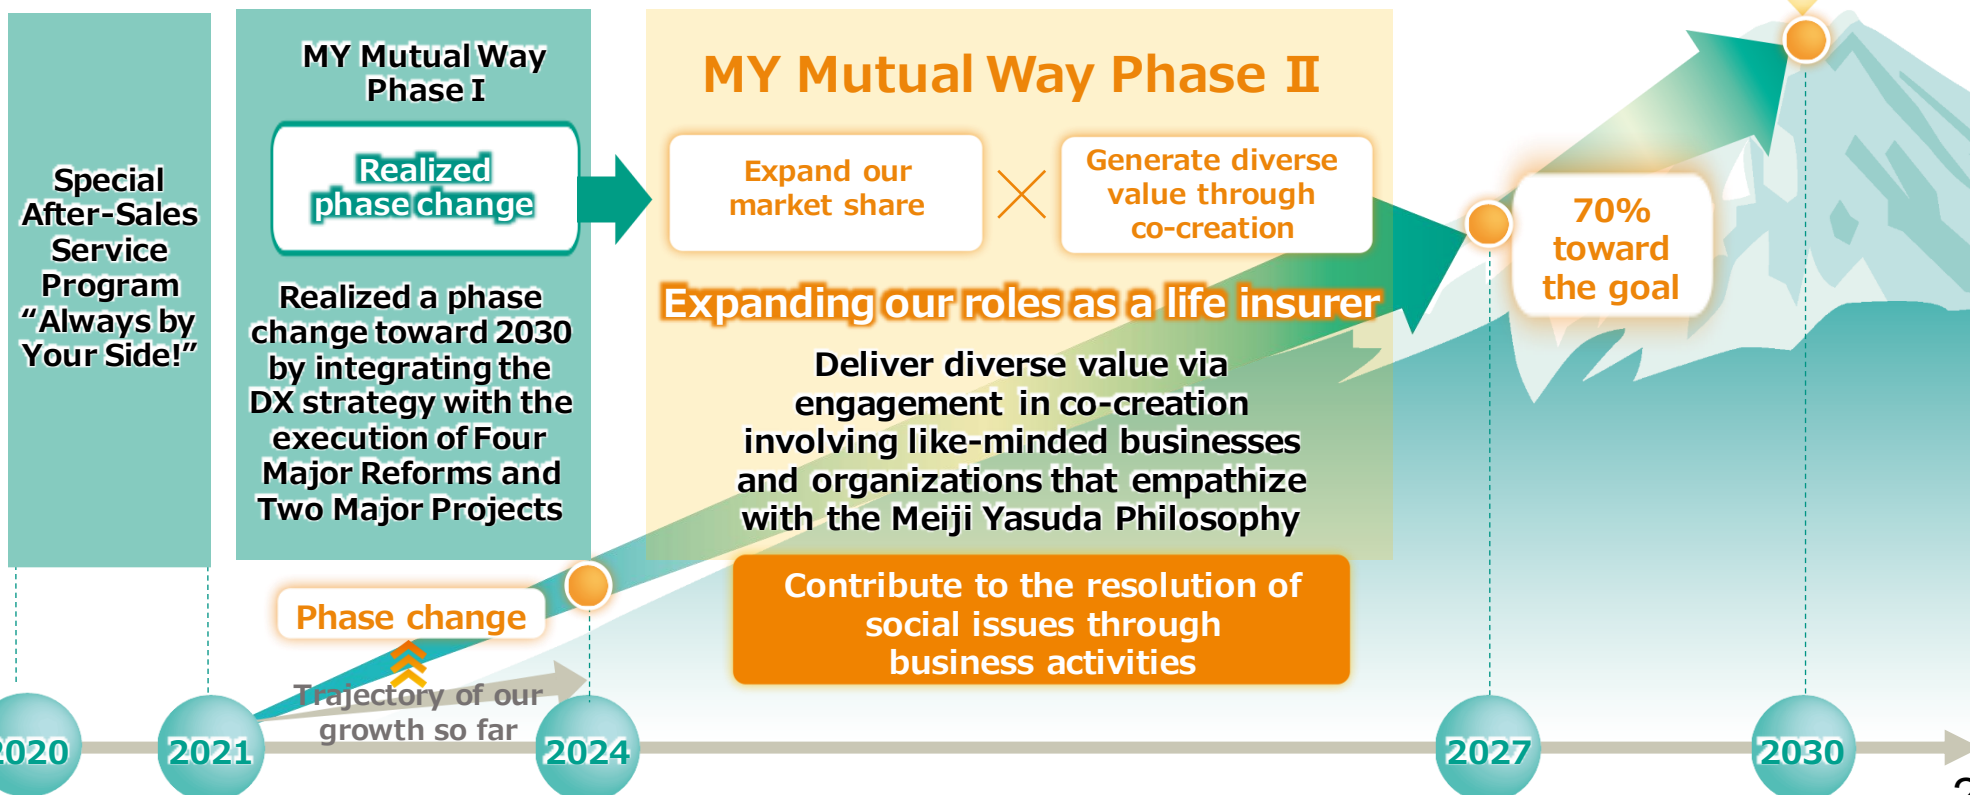 Special
After-Sales
Service
Program
“Always by
Your Side!”
MY Mutual Way
Phase I
Realized
phase change
Realized a phase
change toward 2030
by integrating the
DX strategy with the
execution of Four
Major Reforms and
Two Major Projects
MY Mutual Way Phase Ⅱ
Expand our
market share
Generate diverse
value through
co-creation
Expanding our roles as a life insurer
Deliver diverse value via
engagement in co-creation
involving like-minded businesses
and organizations that empathize
with the Meiji Yasuda Philosophy
Contribute to the resolution of
social issues through
business activities
70%
toward
the goal
Phase change
Trajectory of our
growth so far
2020
2021
2024
2027
2030